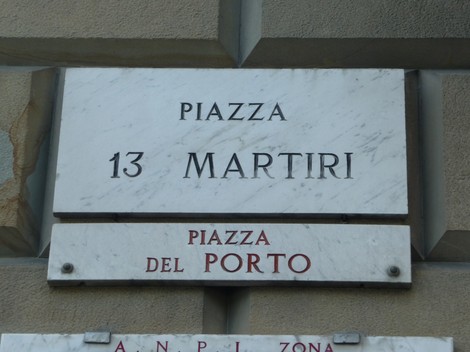 PIAZZA
13 MARTIRI
PIAZZA
DEL PORTO
A.N.P.I. ZONA